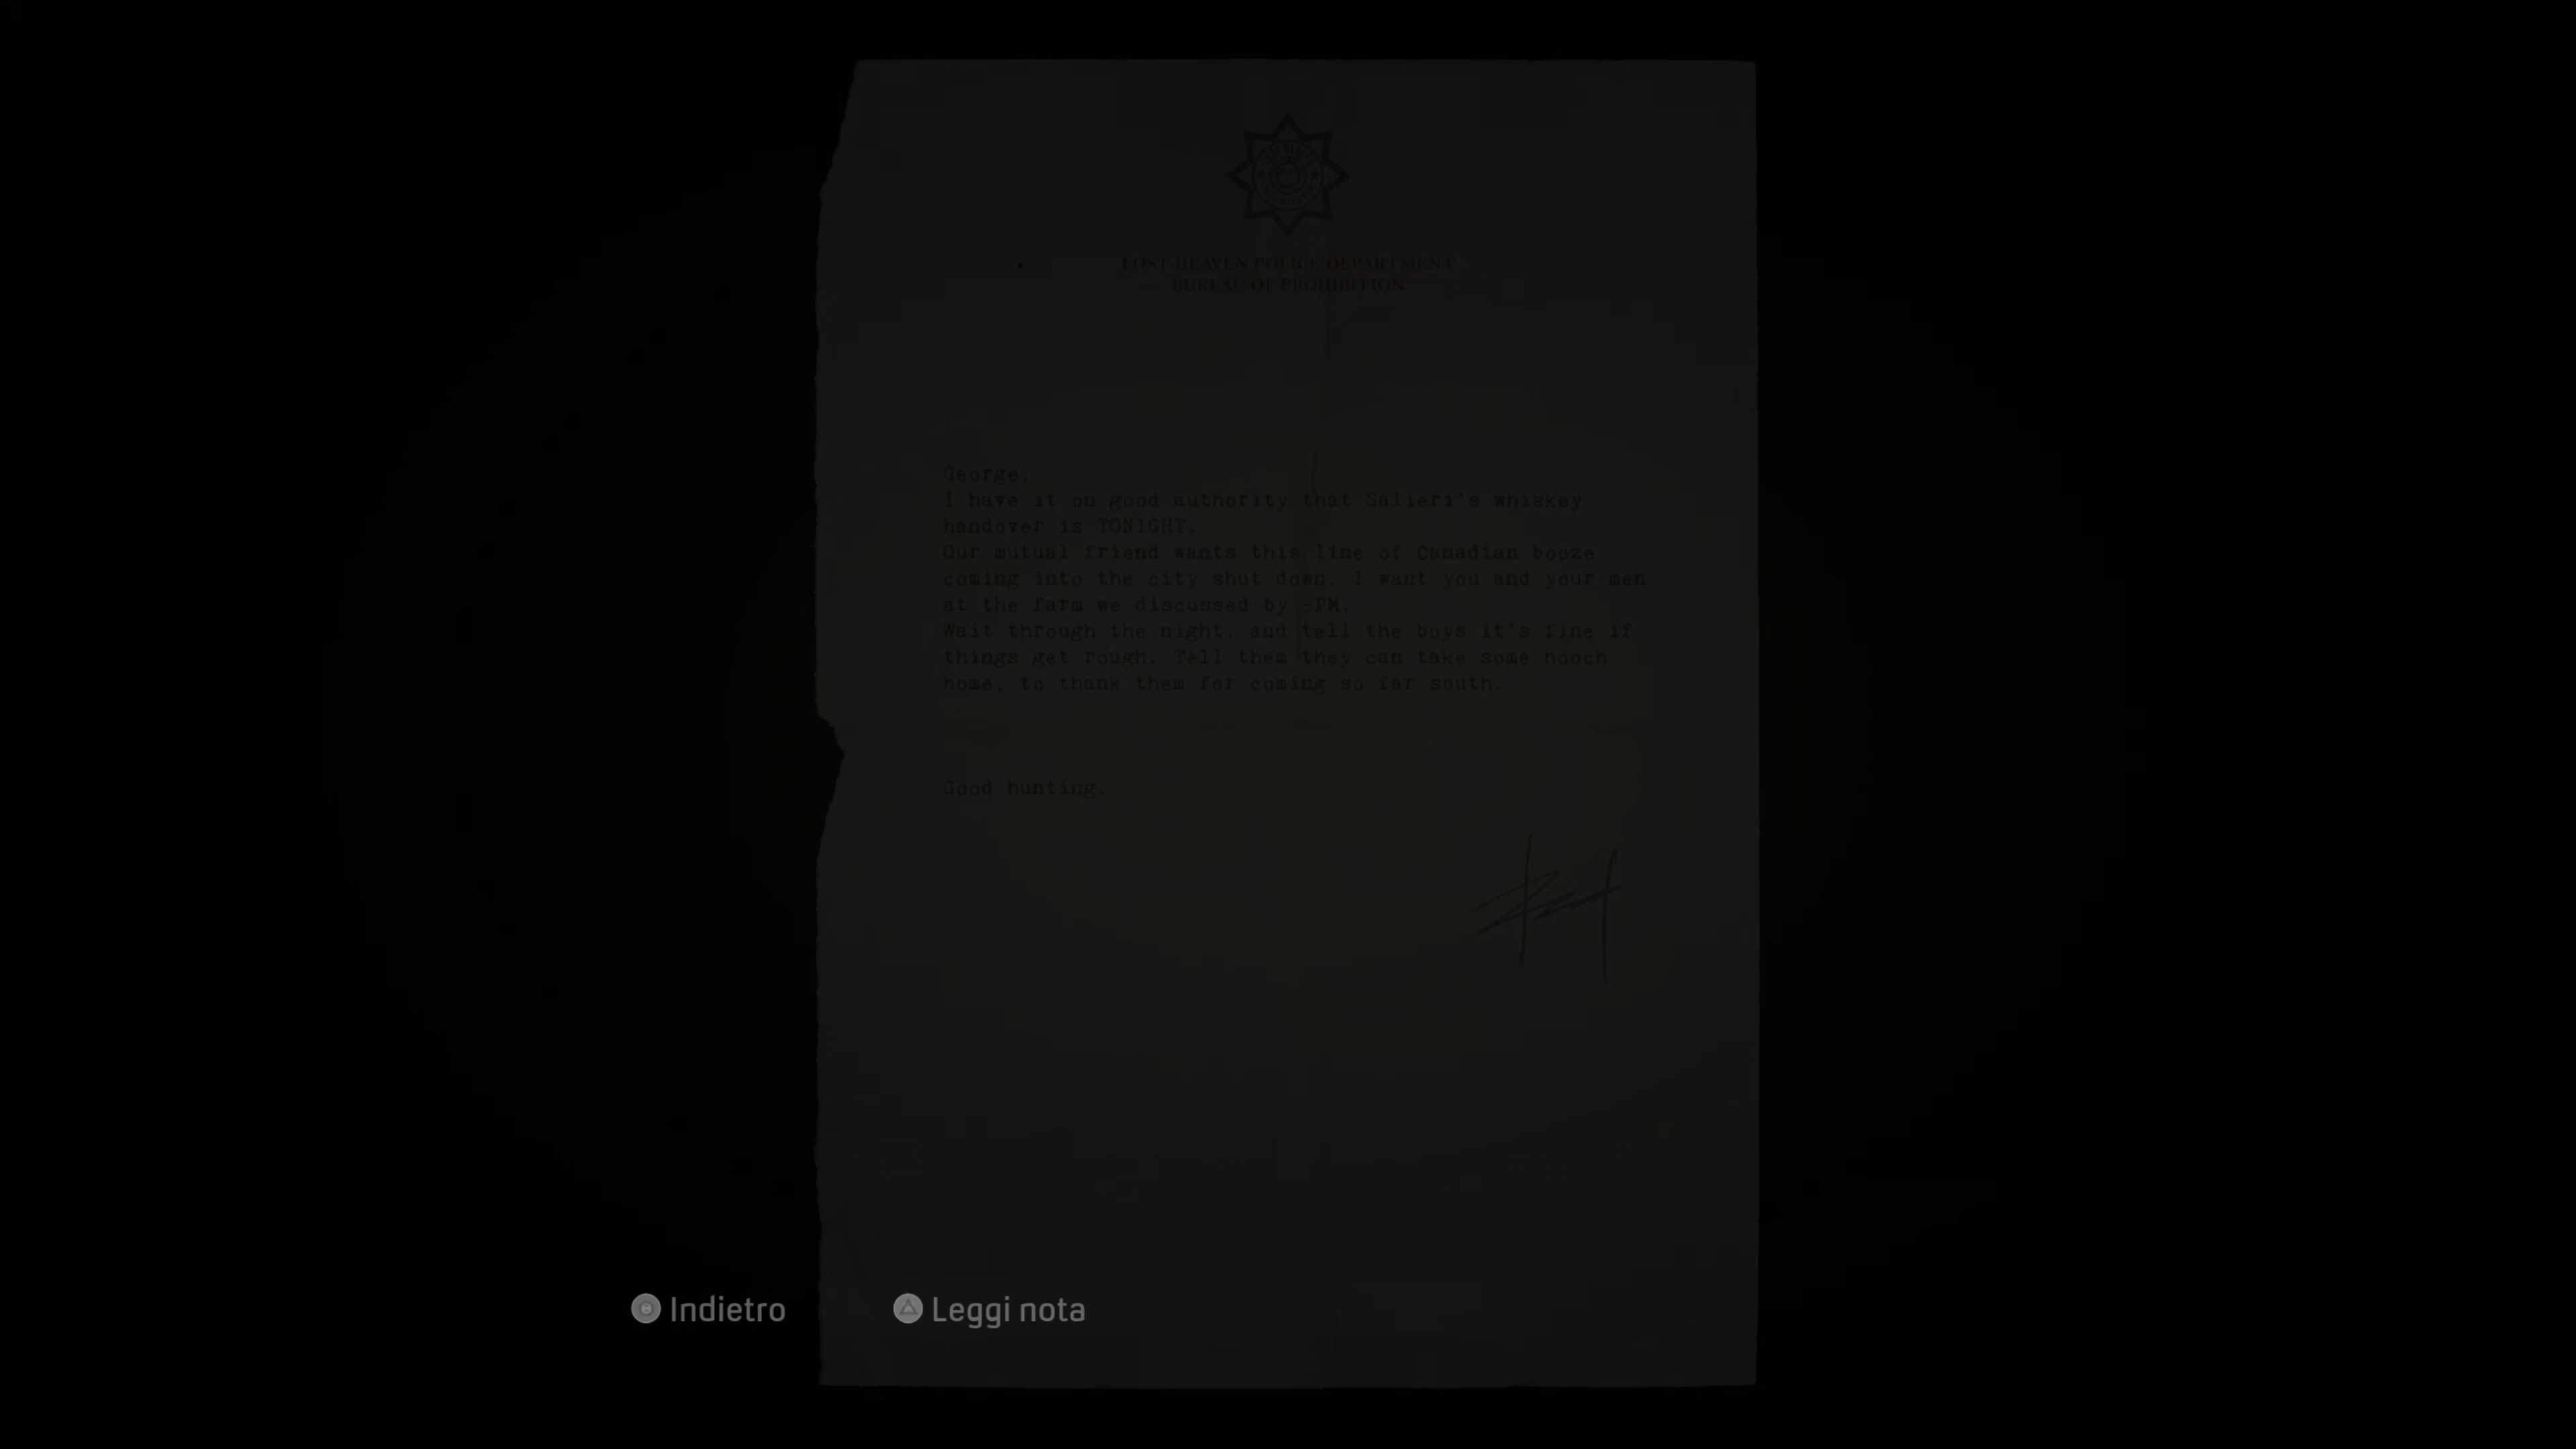 LOST HEAVEN POLICE DEPARTMENT
BUREAU OF PROHIBITION
George,
I have it on good authority that Salieri's whiskey
handover is TONIGHT.
Our mutual friend wants this line of Canadian booze
coming into the city shut down. I want you and your men
at the farm we discussed by 9PM.
Wait through the night, and tell the boys it's fine if
things get rough. Tell them they can take some hooch
home, to thank them for coming so far south.
Good hunting.
Indietro
Leggi nota